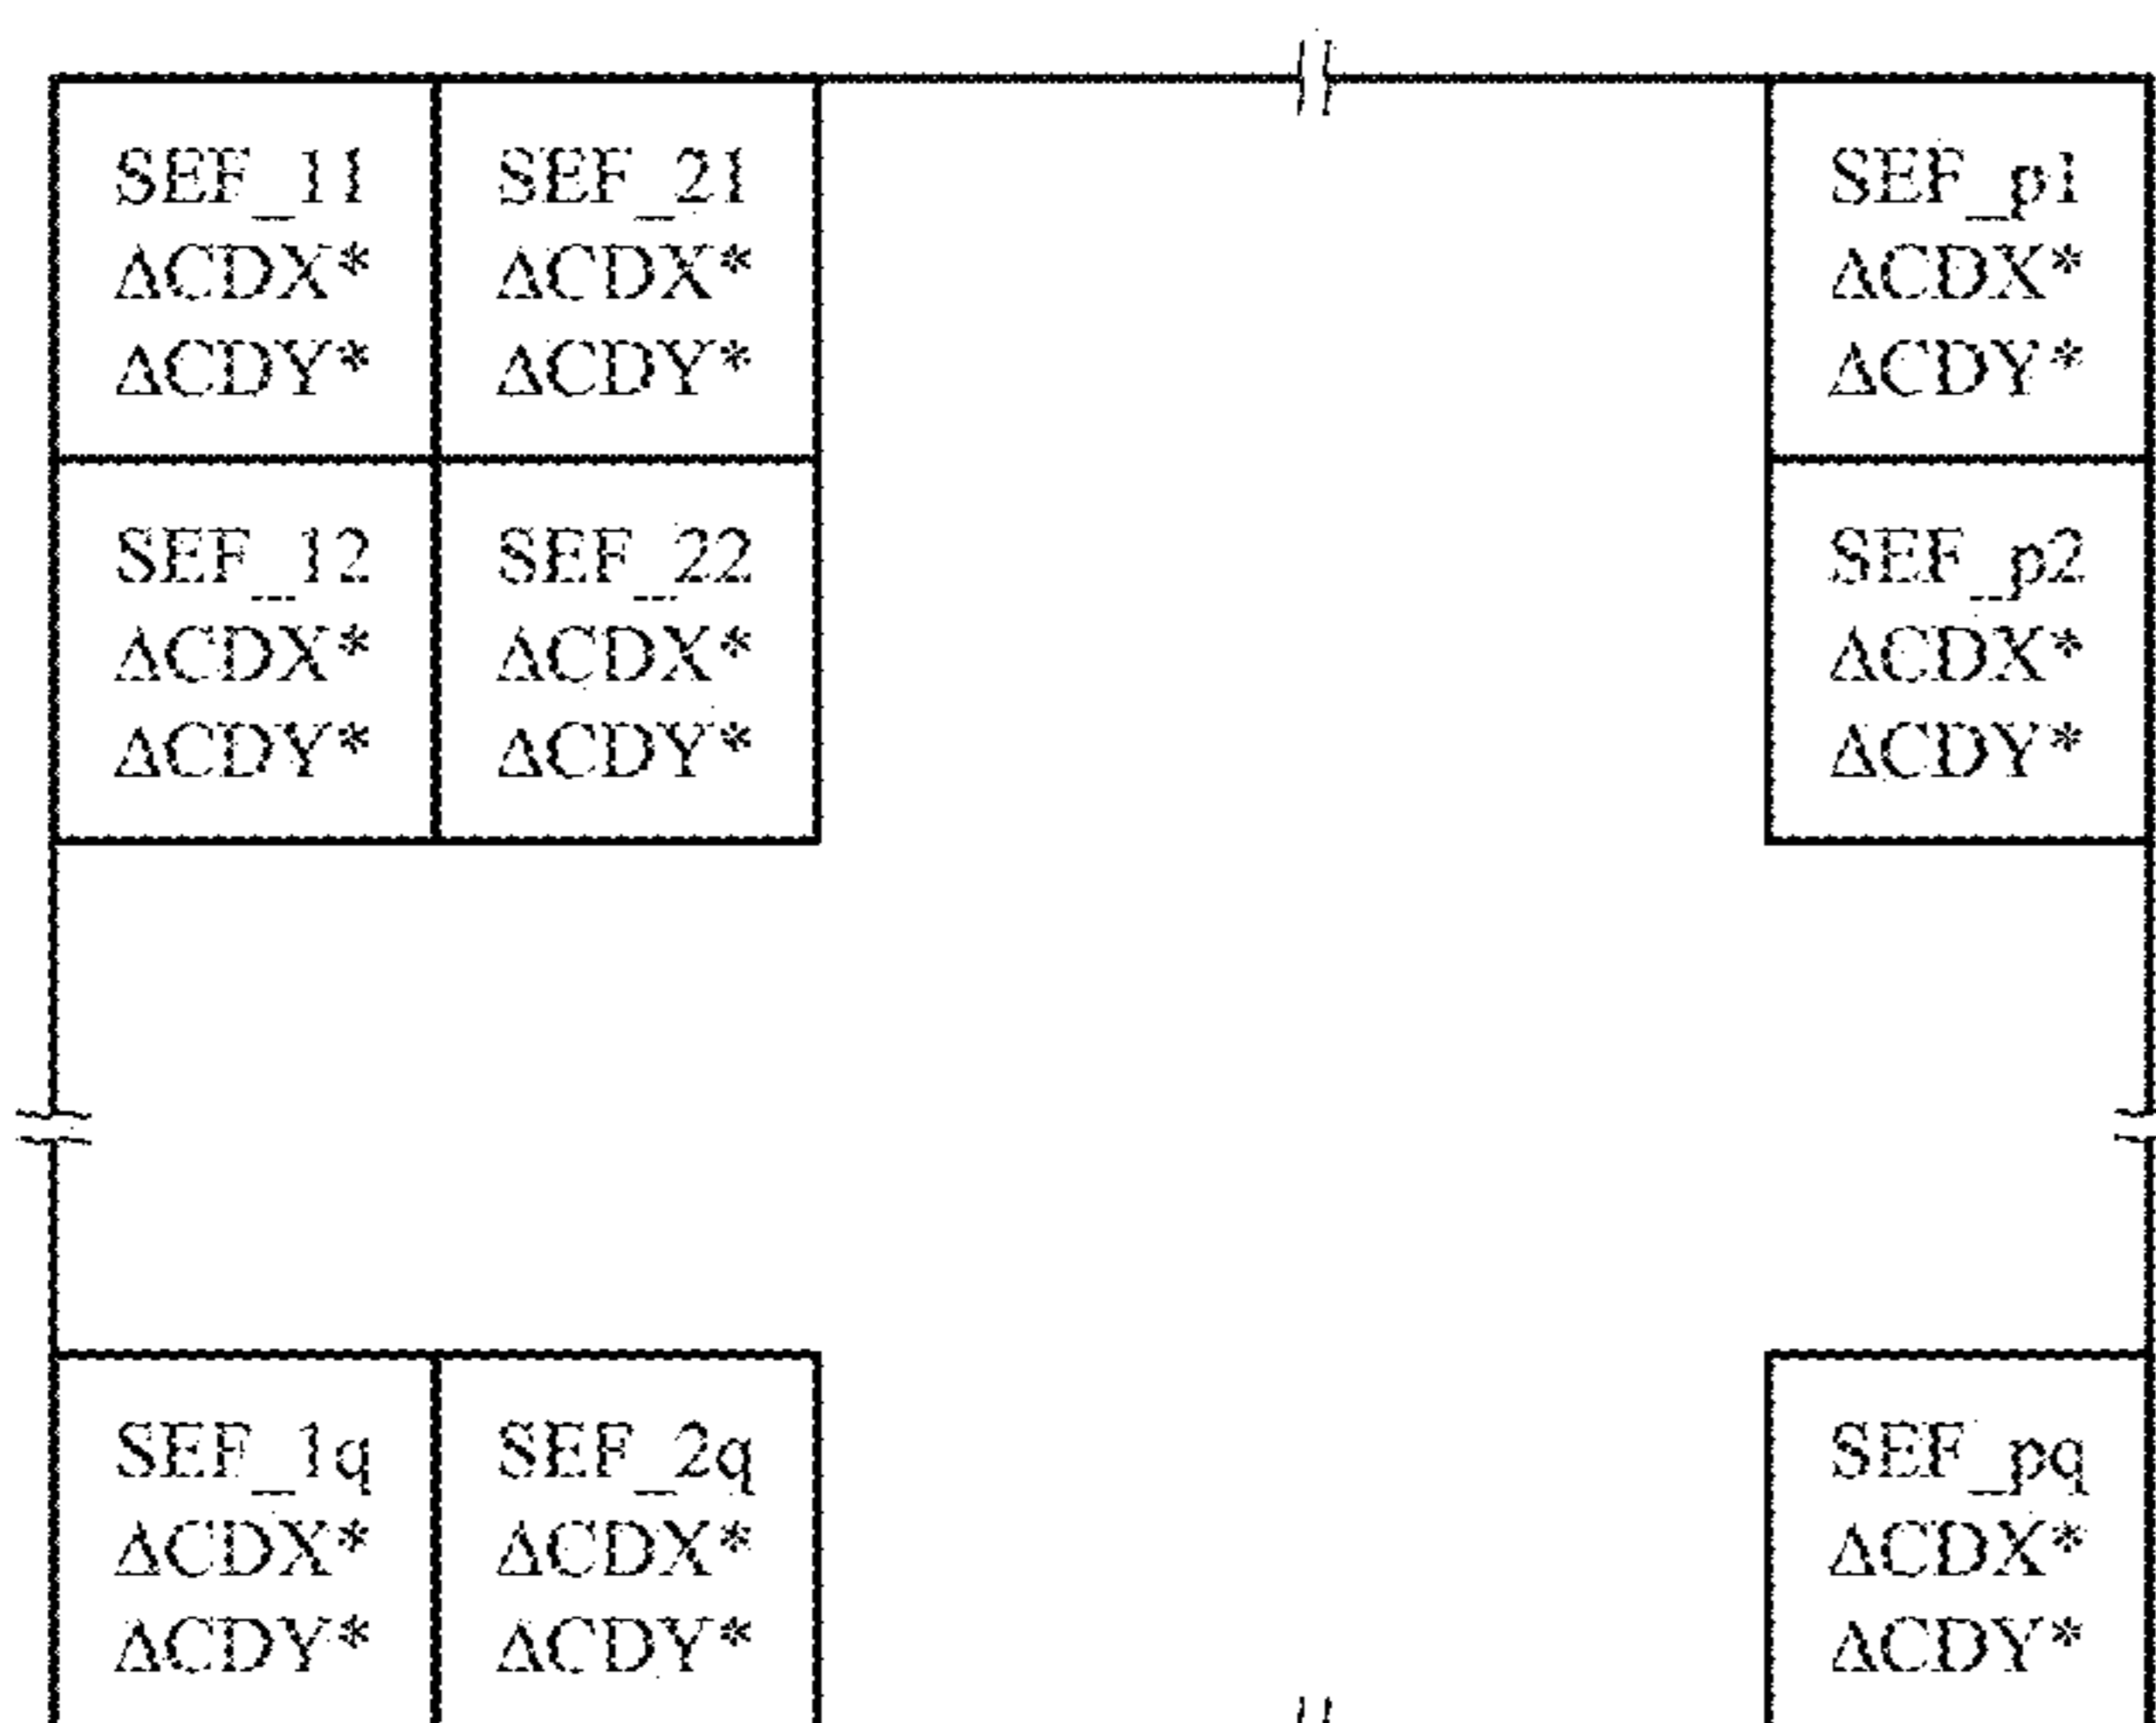 SEF_11
ΔCDX*
ΔCDY*
SEF_21
ΔCDX*
ΔCDY*
SEF_p1
ΔCDX*
ΔCDY*
SEF_12
ΔCDX*
ΔCDY*
SEF_22
ΔCDX*
ΔCDY*
SEF_p2
ΔCDX*
ΔCDY*
SEF_1q
ΔCDX*
ΔCDY*
SEF_2q
ΔCDX*
ΔCDY*
SEF_pq
ΔCDX*
ΔCDY*